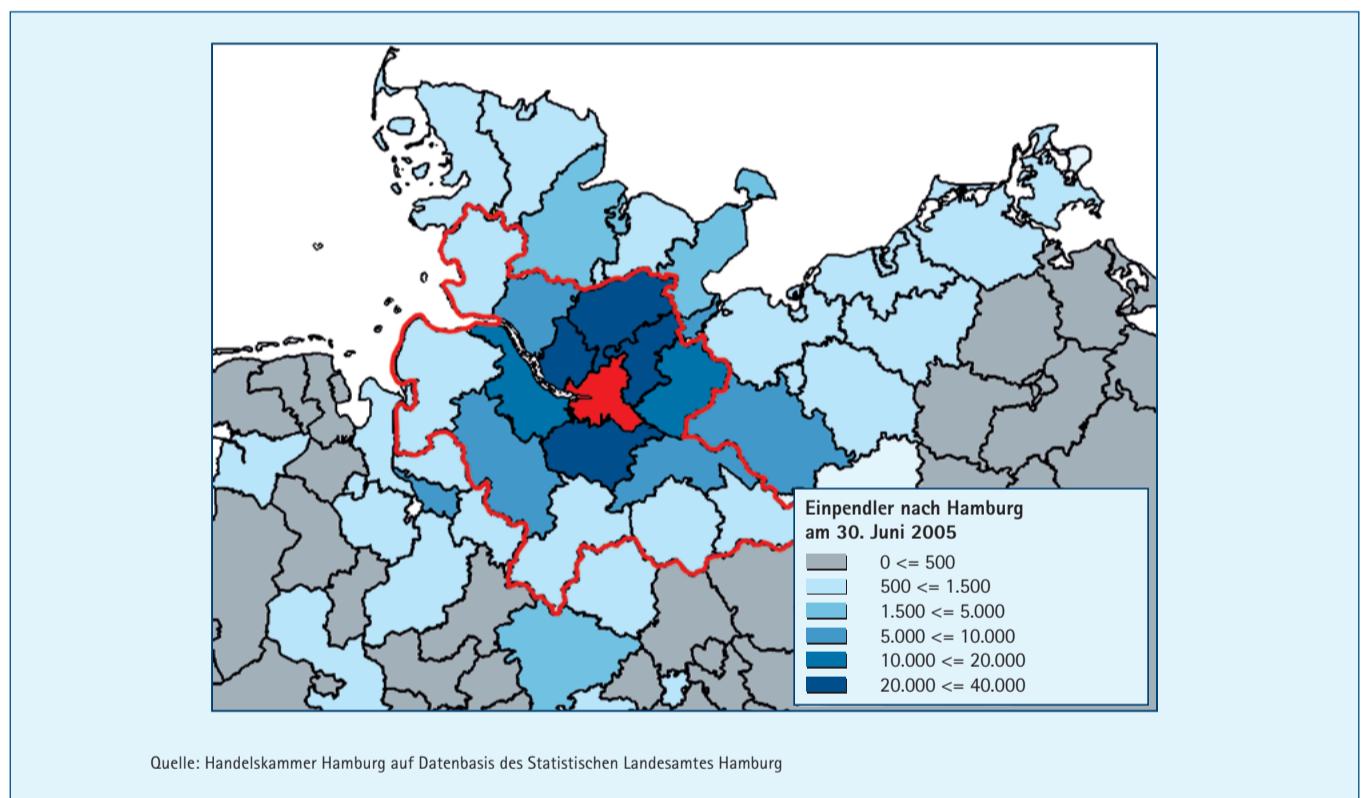 Einpendler nach Hamburg
am 30. Juni 2005
0 <= 500
500 <= 1.500
1.500 <= 5.000
5.000 <= 10.000
10.000 <= 20.000
20.000 <= 40.000
Quelle: Handelskammer Hamburg auf Datenbasis des Statistischen Landesamtes Hamburg